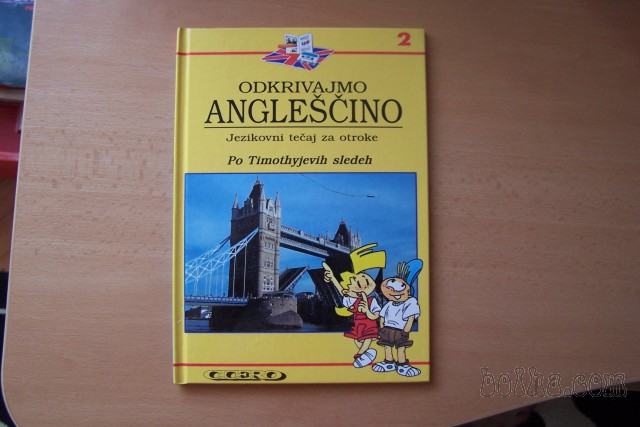 2
ODKRIVAJMO
ANGLEŠČINO
Jezikovni tečaj za otroke
Po Timothyjevih sledeh
bolha.com